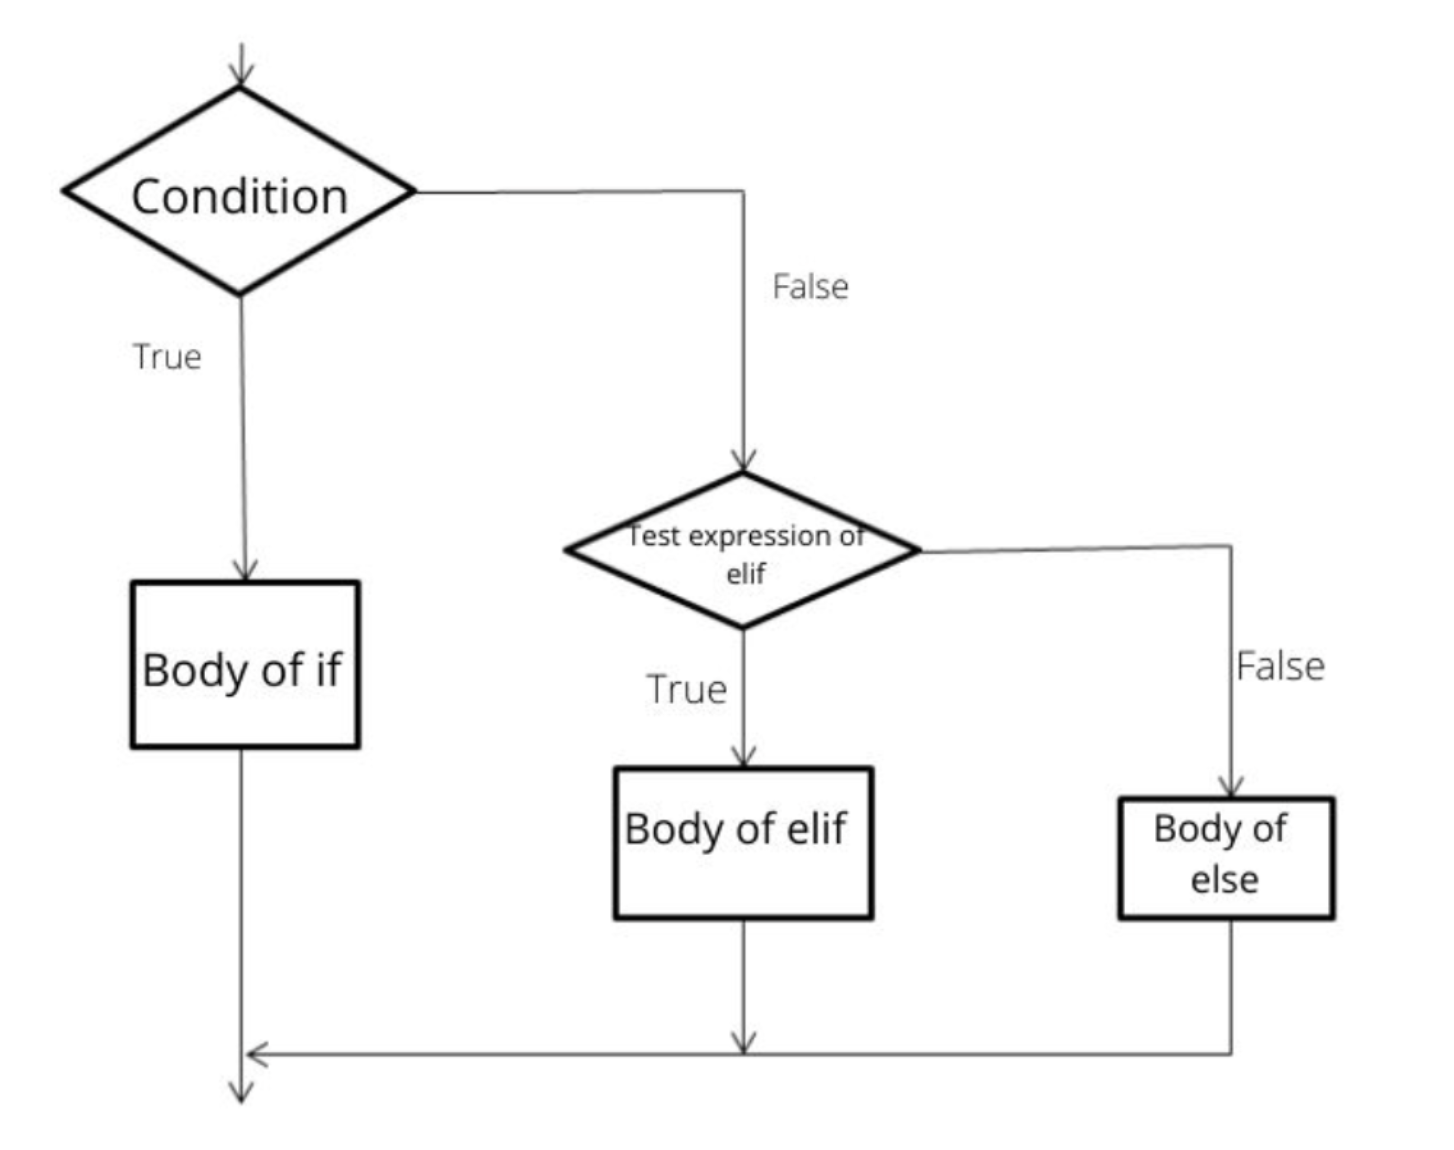 Condition
False
True
Test expression of
elif
Body of if
True
False
Body of elif
Body of
else